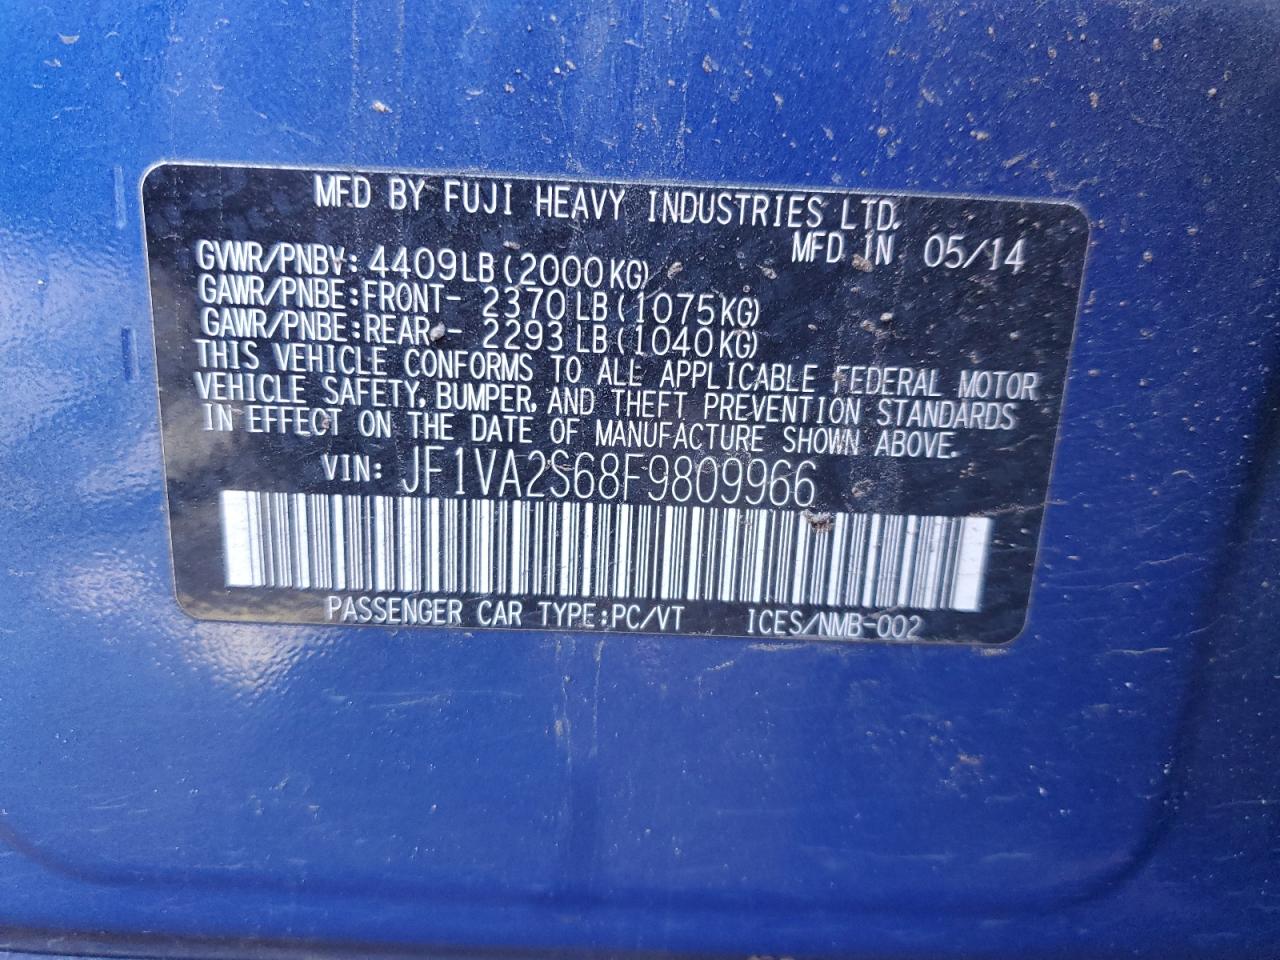 MFD BY FUJI HEAVY INDUSTRIES LTD.
MFD IN 05/14
GVWR/PNBV: 4409LB(2000KG)
GAWR/PNBE:FRONT- 2370LB(1075KG)
GAWR/PNBE:REAR - 2293LB(1040KG)
THIS VEHICLE CONFORMS TO ALL APPLICABLE FEDERAL MOTOR
VEHICLE SAFETY, BUMPER, AND THEFT PREVENTION STANDARDS
IN EFFECT ON THE DATE OF MANUFACTURE SHOWN ABOVE.
VIN: JF1VA2S68F9809966
PASSENGER CAR TYPE:PC/VT ICES/NMB-002